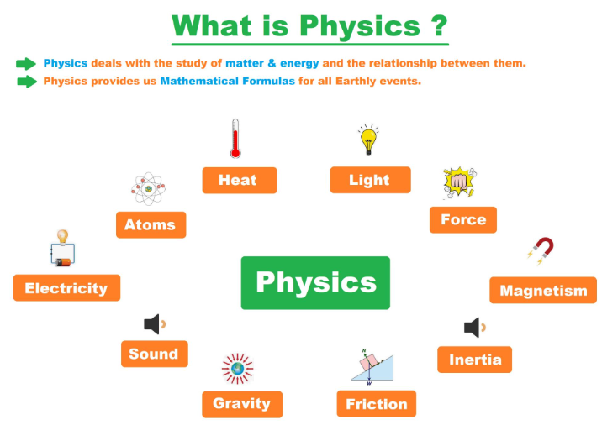 What is Physics ?
Physics deals with the study of matter & energy and the relationship between them.
Physics provides us Mathematical Formulas for all Earthly events.
Heat
Light
Atoms
Force
Electricity
Physics
Magnetism
Sound
Inertia
Gravity
Friction
W